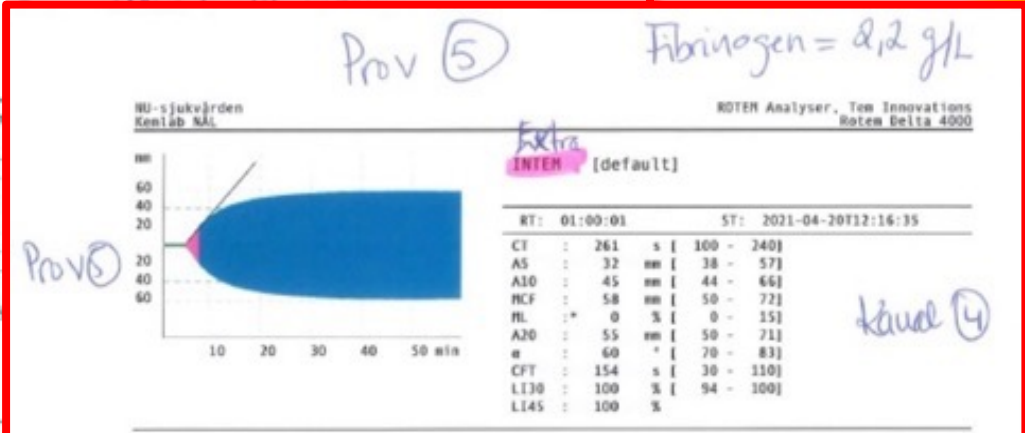 Prov 5
Fibrinogen = 2,2 g/L
NU-sjukvården
Kemlab NÄL
ROTEM Analyser, Tem Innovations
Rotem Delta 4000
Extra
INTEM [default]
RT: 01:00:01 ST: 2021-04-20T12:16:35
CT : 261 s [ 100 - 240]
A5 : 32 mm [ 38 - 57]
A10 : 45 mm [ 44 - 66]
MCF : 58 mm [ 50 - 72]
ML :* 0 % [ 0 - 15]
A20 : 55 mm [ 50 - 71]
α : 60 ° [ 70 - 83]
CFT : 154 s [ 30 - 110]
LI30 : 100 % [ 94 - 100]
LI45 : 100 %
mm
60
40
20
20
40
60
10 20 30 40 50 min
Prov 5
Kanal 4